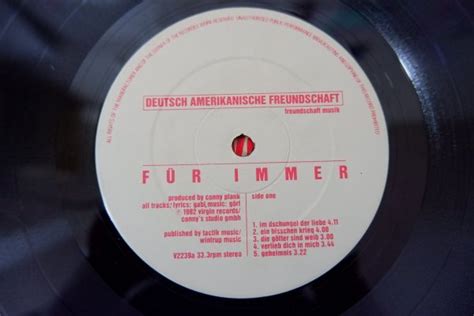 DEUTSCH AMERIKANISCHE FREUNDSCHAFT
freundschaft musik
FÜR IMMER
produced by conny plank
all tracks/lyrics: gabi, music: görl
℗ 1982 virgin records/
conny's studio gmbh
published by tactik music/
wintrup music
V2239a 33.3rpm stereo
side one
1. im dschungel der liebe 4.11
2. ein bisschen krieg 4.08
3. die götter sind weib 3.00
4. verlieb dich in mich 3.44
5. geheimnis 3.22